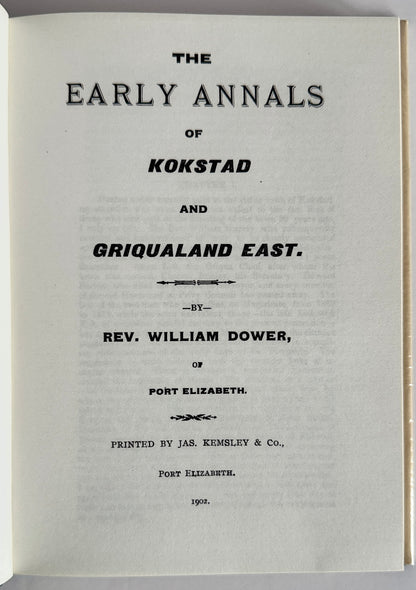 THE
EARLY ANNALS
OF
KOKSTAD
AND
GRIQUALAND EAST.
—BY—
REV. WILLIAM DOWER,
OF
PORT ELIZABETH.
PRINTED BY JAS. KEMSLEY & Co.,
PORT ELIZABETH.
1902.